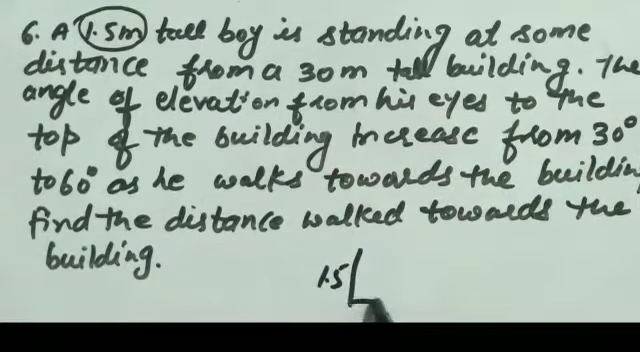 6. A 1.5m tall boy is standing at some
distance from a 30m tall building. The
angle of elevation from his eyes to the
top of the building increase from 30°
to 60° as he walks towards the buildin
find the distance walked towards the
building.
1.5